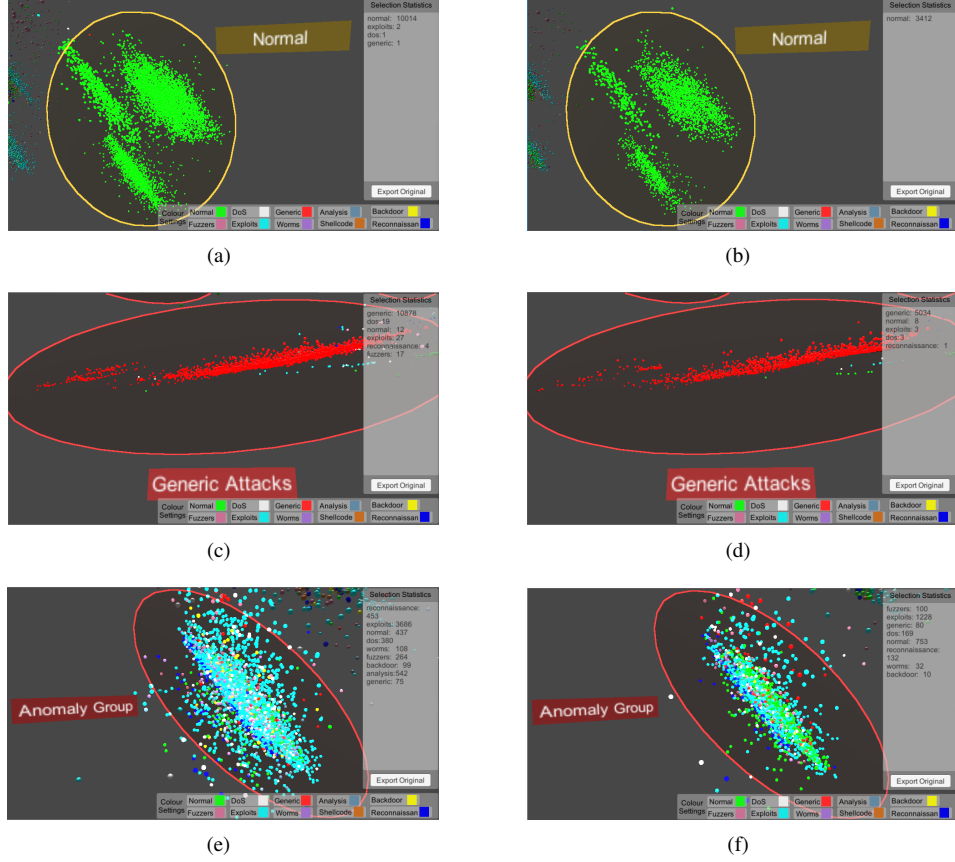 Normal
Selection Statistics
normal: 10014
exploits: 2
dos:1
generic: 1
Export Original
Colour Settings
Normal DoS Generic Analysis Backdoor
Fuzzers Exploits Worms Shellcode Reconnaissan
(a)
Normal
Selection Statistics
normal: 3412
Export Original
Colour Settings
Normal DoS Generic Analysis Backdoor
Fuzzers Exploits Worms Shellcode Reconnaissan
(b)
Selection Statistics
generic: 10878
dos:19
normal: 12
exploits: 27
reconnaissance: 4
fuzzers: 17
Export Original
Generic Attacks
Colour Settings
Normal DoS Generic Analysis Backdoor
Fuzzers Exploits Worms Shellcode Reconnaissan
(c)
Selection Statistics
generic: 5034
normal: 8
exploits: 3
dos:3
reconnaissance: 1
Export Original
Generic Attacks
Colour Settings
Normal DoS Generic Analysis Backdoor
Fuzzers Exploits Worms Shellcode Reconnaissan
(d)
Selection Statistics
reconnaissance:
453
exploits: 3686
normal: 437
dos:380
worms: 108
fuzzers: 264
backdoor: 99
analysis:542
generic: 75
Anomaly Group
Export Original
Colour Settings
Normal DoS Generic Analysis Backdoor
Fuzzers Exploits Worms Shellcode Reconnaissan
(e)
Selection Statistics
fuzzers: 100
exploits: 1228
generic: 80
dos:169
normal: 753
reconnaissance:
132
worms: 32
backdoor: 10
Anomaly Group
Export Original
Colour Settings
Normal DoS Generic Analysis Backdoor
Fuzzers Exploits Worms Shellcode Reconnaissan
(f)